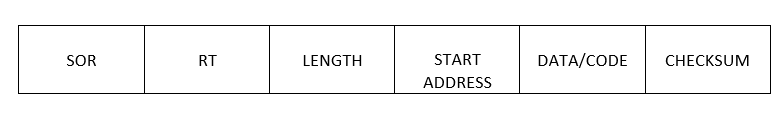 SOR
RT
LENGTH
START
ADDRESS
DATA/CODE
CHECKSUM